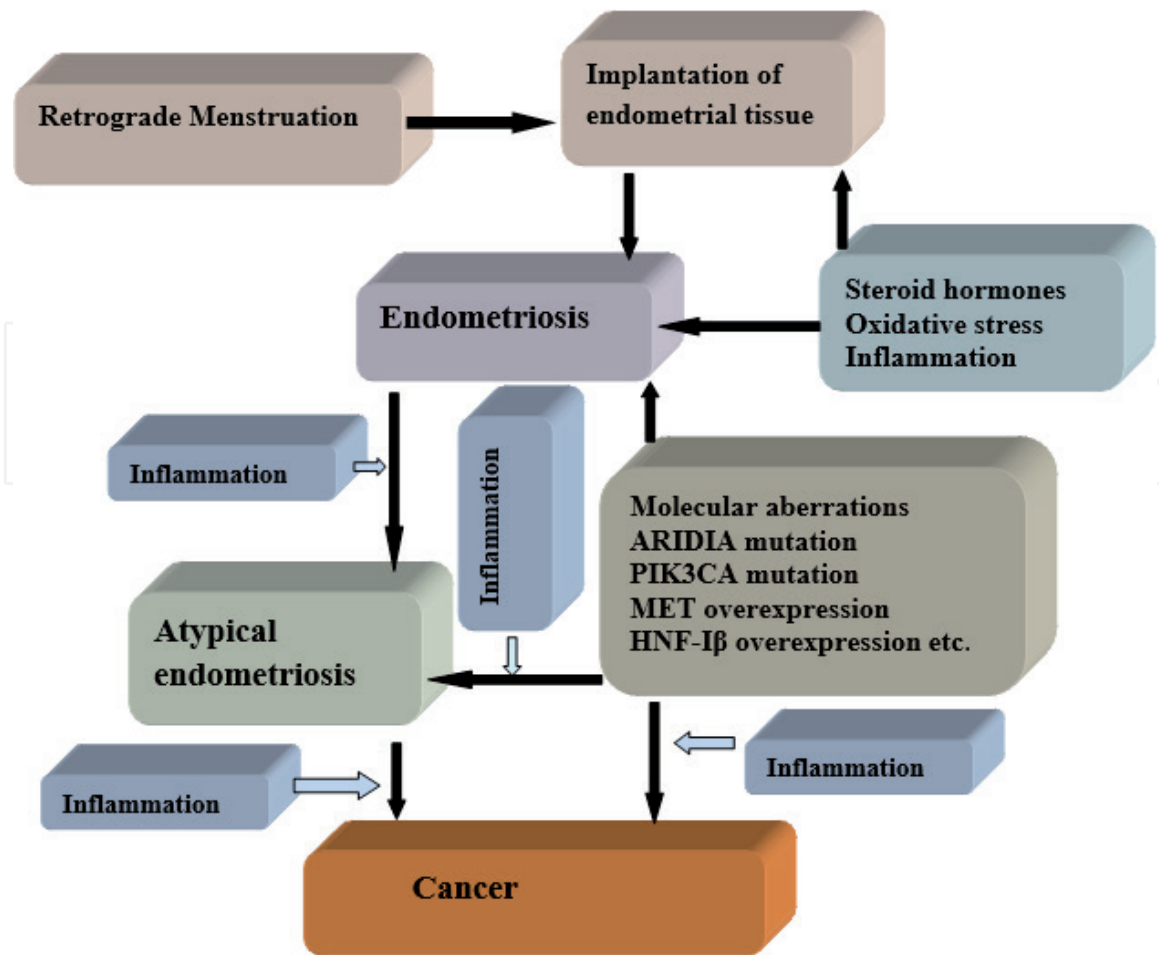 Retrograde Menstruation
Implantation of
endometrial tissue
Endometriosis
Steroid hormones
Oxidative stress
Inflammation
Inflammation
Inflammation
Molecular aberrations
ARIDIA mutation
PIK3CA mutation
MET overexpression
HNF-Iβ overexpression etc.
Atypical
endometriosis
Inflammation
Inflammation
Cancer